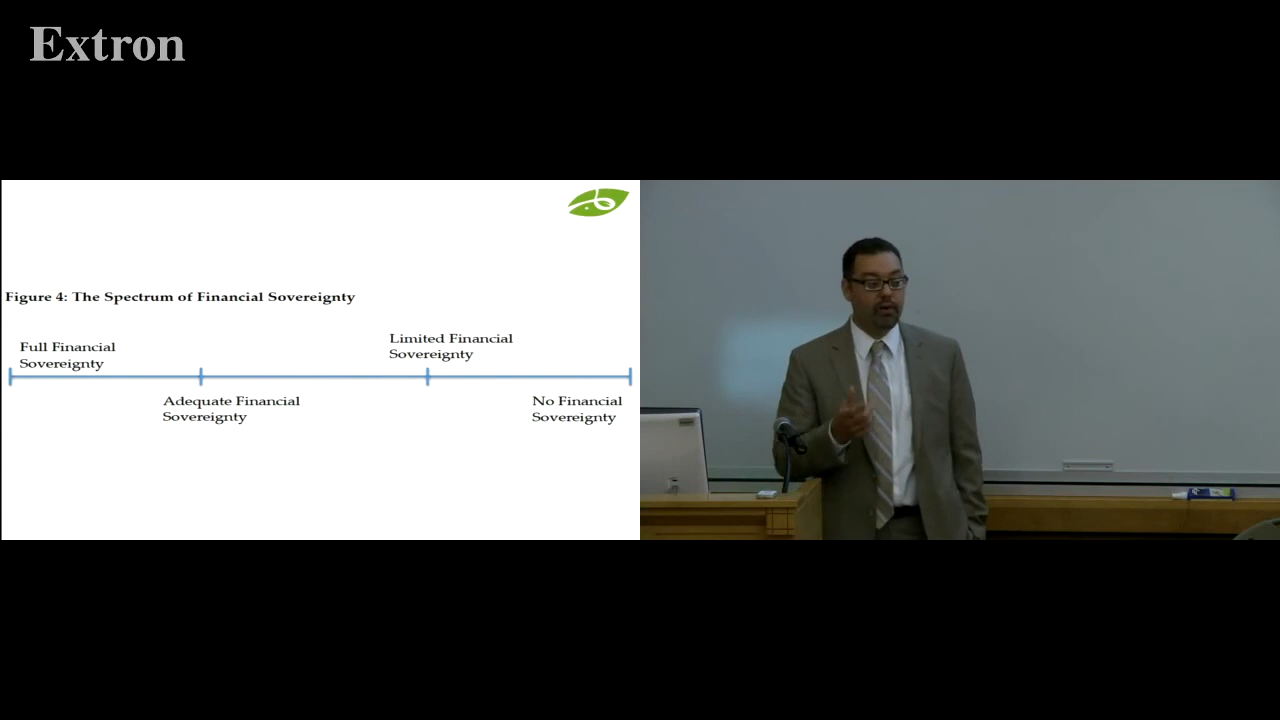 Extron
Figure 4: The Spectrum of Financial Sovereignty
Full Financial
Sovereignty
Limited Financial
Sovereignty
Adequate Financial
Sovereignty
No Financial
Sovereignty